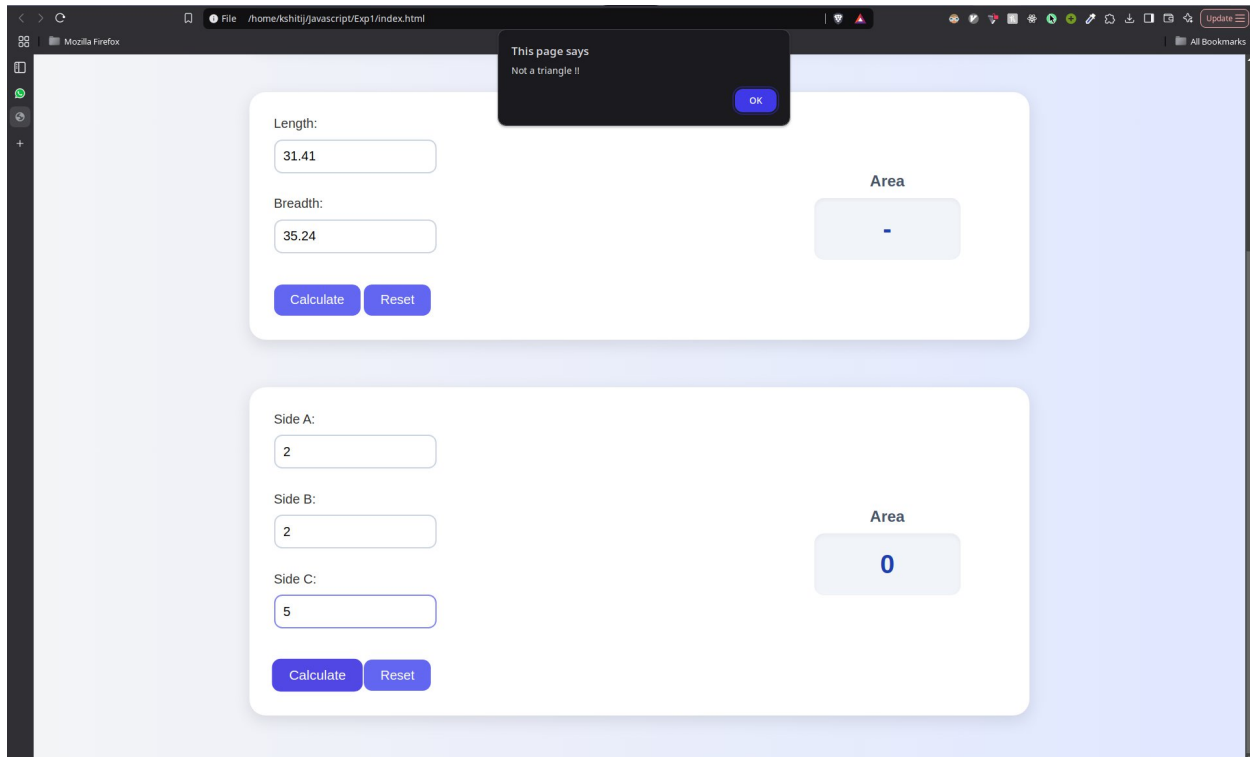 File /home/kshitij/Javascript/Exp1/index.html
Update
Mozilla Firefox
All Bookmarks
This page says
Not a triangle !!
OK
Length:
31.41
Breadth:
35.24
Calculate
Reset
Area
-
Side A:
2
Side B:
2
Side C:
5
Calculate
Reset
Area
0